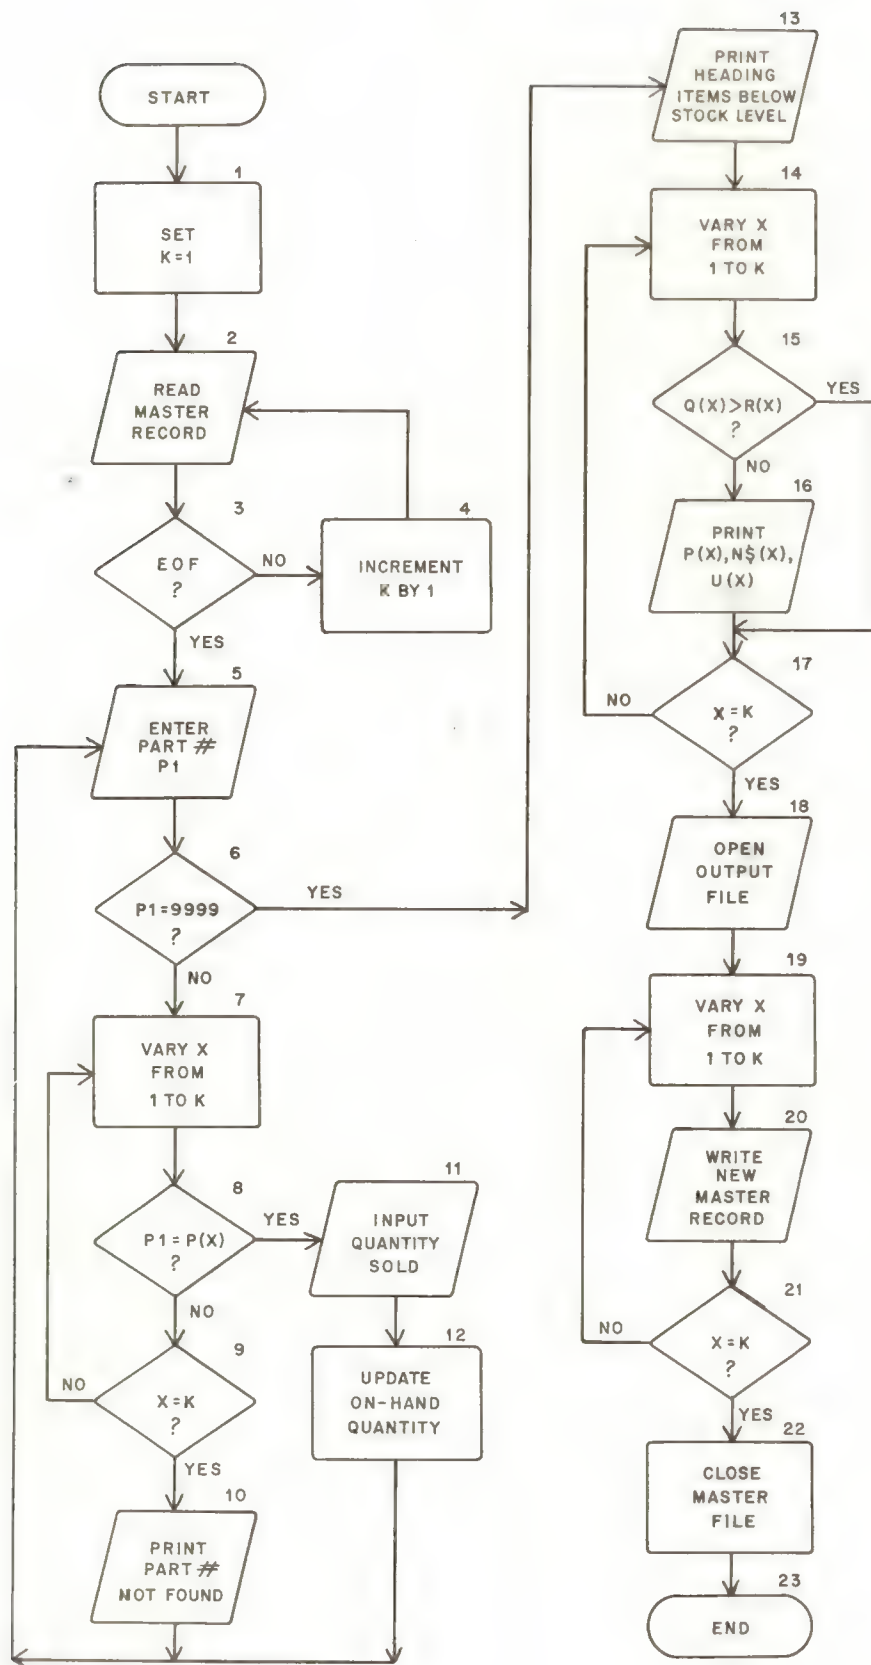 START
1
SET
K=1
2
READ
MASTER
RECORD
3
EOF
?
NO
4
INCREMENT
K BY 1
YES
5
ENTER
PART #
P1
6
P1=9999
?
YES
NO
7
VARY X
FROM
1 TO K
8
P1=P(X)
?
YES
11
INPUT
QUANTITY
SOLD
NO
9
X=K
?
NO
12
UPDATE
ON-HAND
QUANTITY
YES
10
PRINT
PART #
NOT FOUND
13
PRINT
HEADING
ITEMS BELOW
STOCK LEVEL
14
VARY X
FROM
1 TO K
15
Q(X)>R(X)
?
YES
NO
16
PRINT
P(X),N$(X),
U(X)
17
X=K
?
NO
YES
18
OPEN
OUTPUT
FILE
19
VARY X
FROM
1 TO K
20
WRITE
NEW
MASTER
RECORD
21
X=K
?
NO
YES
22
CLOSE
MASTER
FILE
23
END